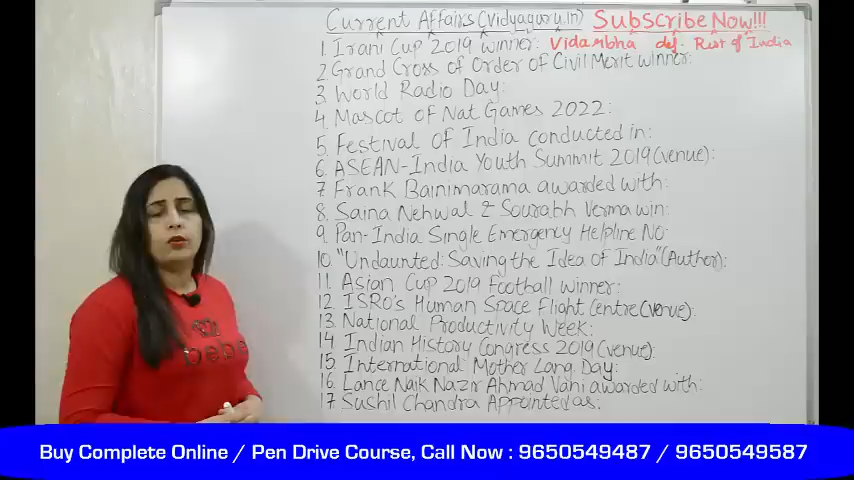 Current Affairs (Vidyaguru.in) Subscribe Now!!!
1. Irani Cup 2019 winner: Vidarbha def. Rest of India
2. Grand Cross of Order of Civil Merit winner:
3. World Radio Day:
4. Mascot of Nat Games 2022:
5. Festival of India conducted in:
6. ASEAN-India Youth Summit 2019 (venue):
7. Frank Bainimarama awarded with:
8. Saina Nehwal & Sourabh Verma win:
9. Pan-India Single Emergency Helpline No:
10. "Undaunted: Saving the Idea of India" (Author):
11. Asian Cup 2019 Football winner:
12. ISRO's Human Space Flight Centre (venue):
13. National Productivity Week:
14. Indian History Congress 2019 (venue):
15. International Mother Lang Day:
16. Lance Naik Nazir Ahmad Vani awarded with:
17. Sushil Chandra Appointed as:
bebe
Buy Complete Online / Pen Drive Course, Call Now : 9650549487 / 9650549587